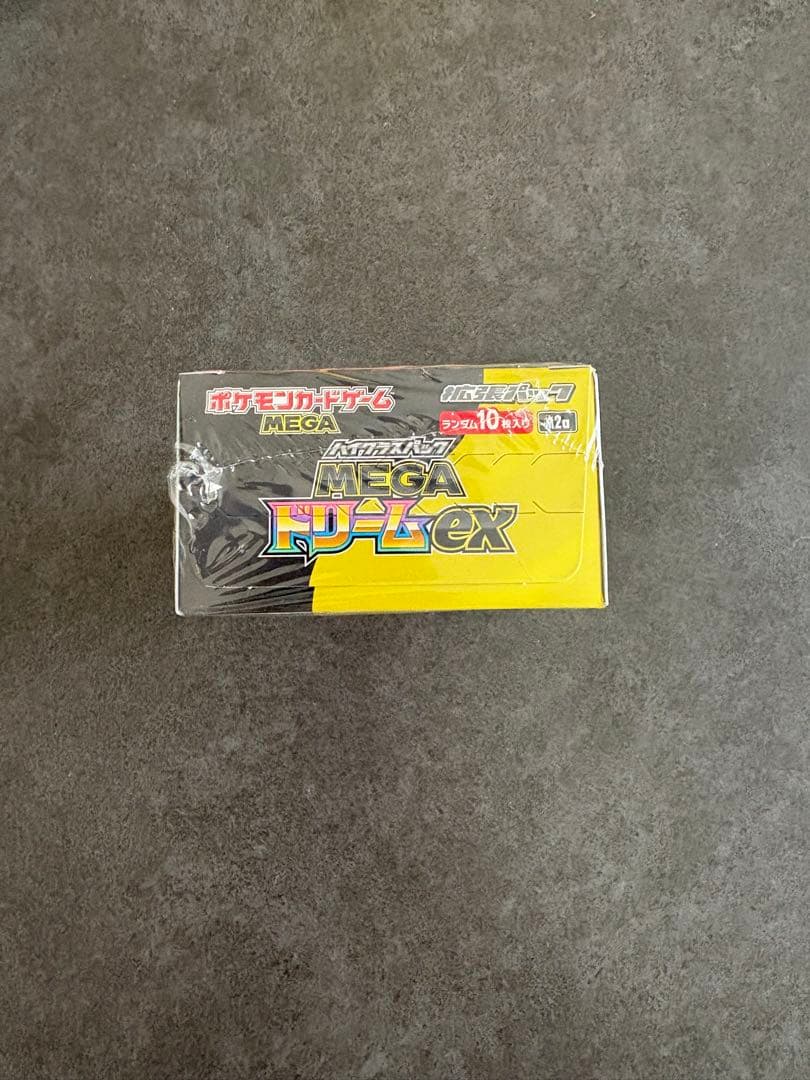 ポケモンカードゲーム
MEGA
拡張パック
ランダム10枚入り
ハイクラスパック
MEGA
ドリームex